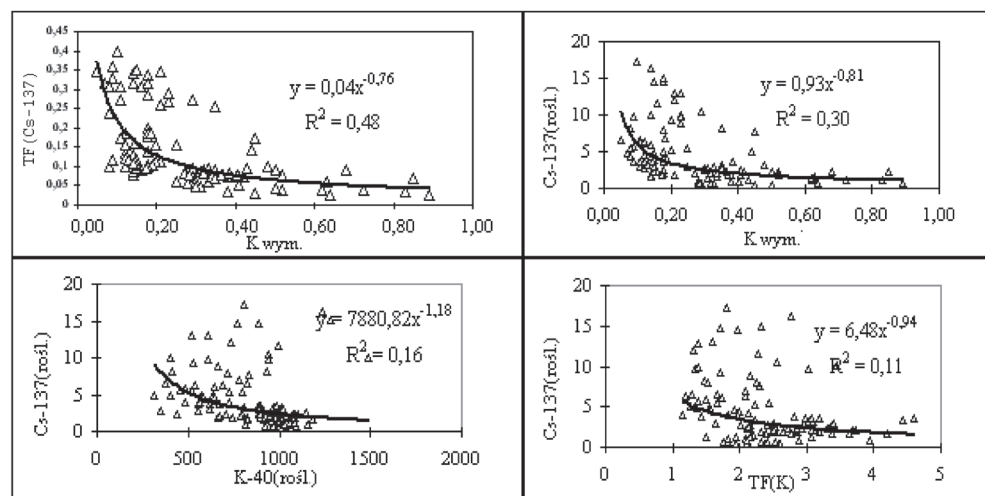 0,45
0,4
0,35
0,3
0,25
0,2
0,15
0,1
0,05
0
TF (Cs-137)
y = 0,04x^-0,76
R² = 0,48
0,00 0,20 0,40 0,60 0,80 1,00
K wym.
20
15
10
5
0
Cs-137(rośl.)
y = 0,93x^-0,81
R² = 0,30
0,00 0,20 0,40 0,60 0,80 1,00
K wym.
20
15
10
5
0
Cs-137(rośl.)
y = 7880,82x^-1,18
R² = 0,16
0 500 1000 1500 2000
K-40(rośl.)
20
15
10
5
0
Cs-137(rośl.)
y = 6,48x^-0,94
R² = 0,11
1 2 3 4 5
TF(K)